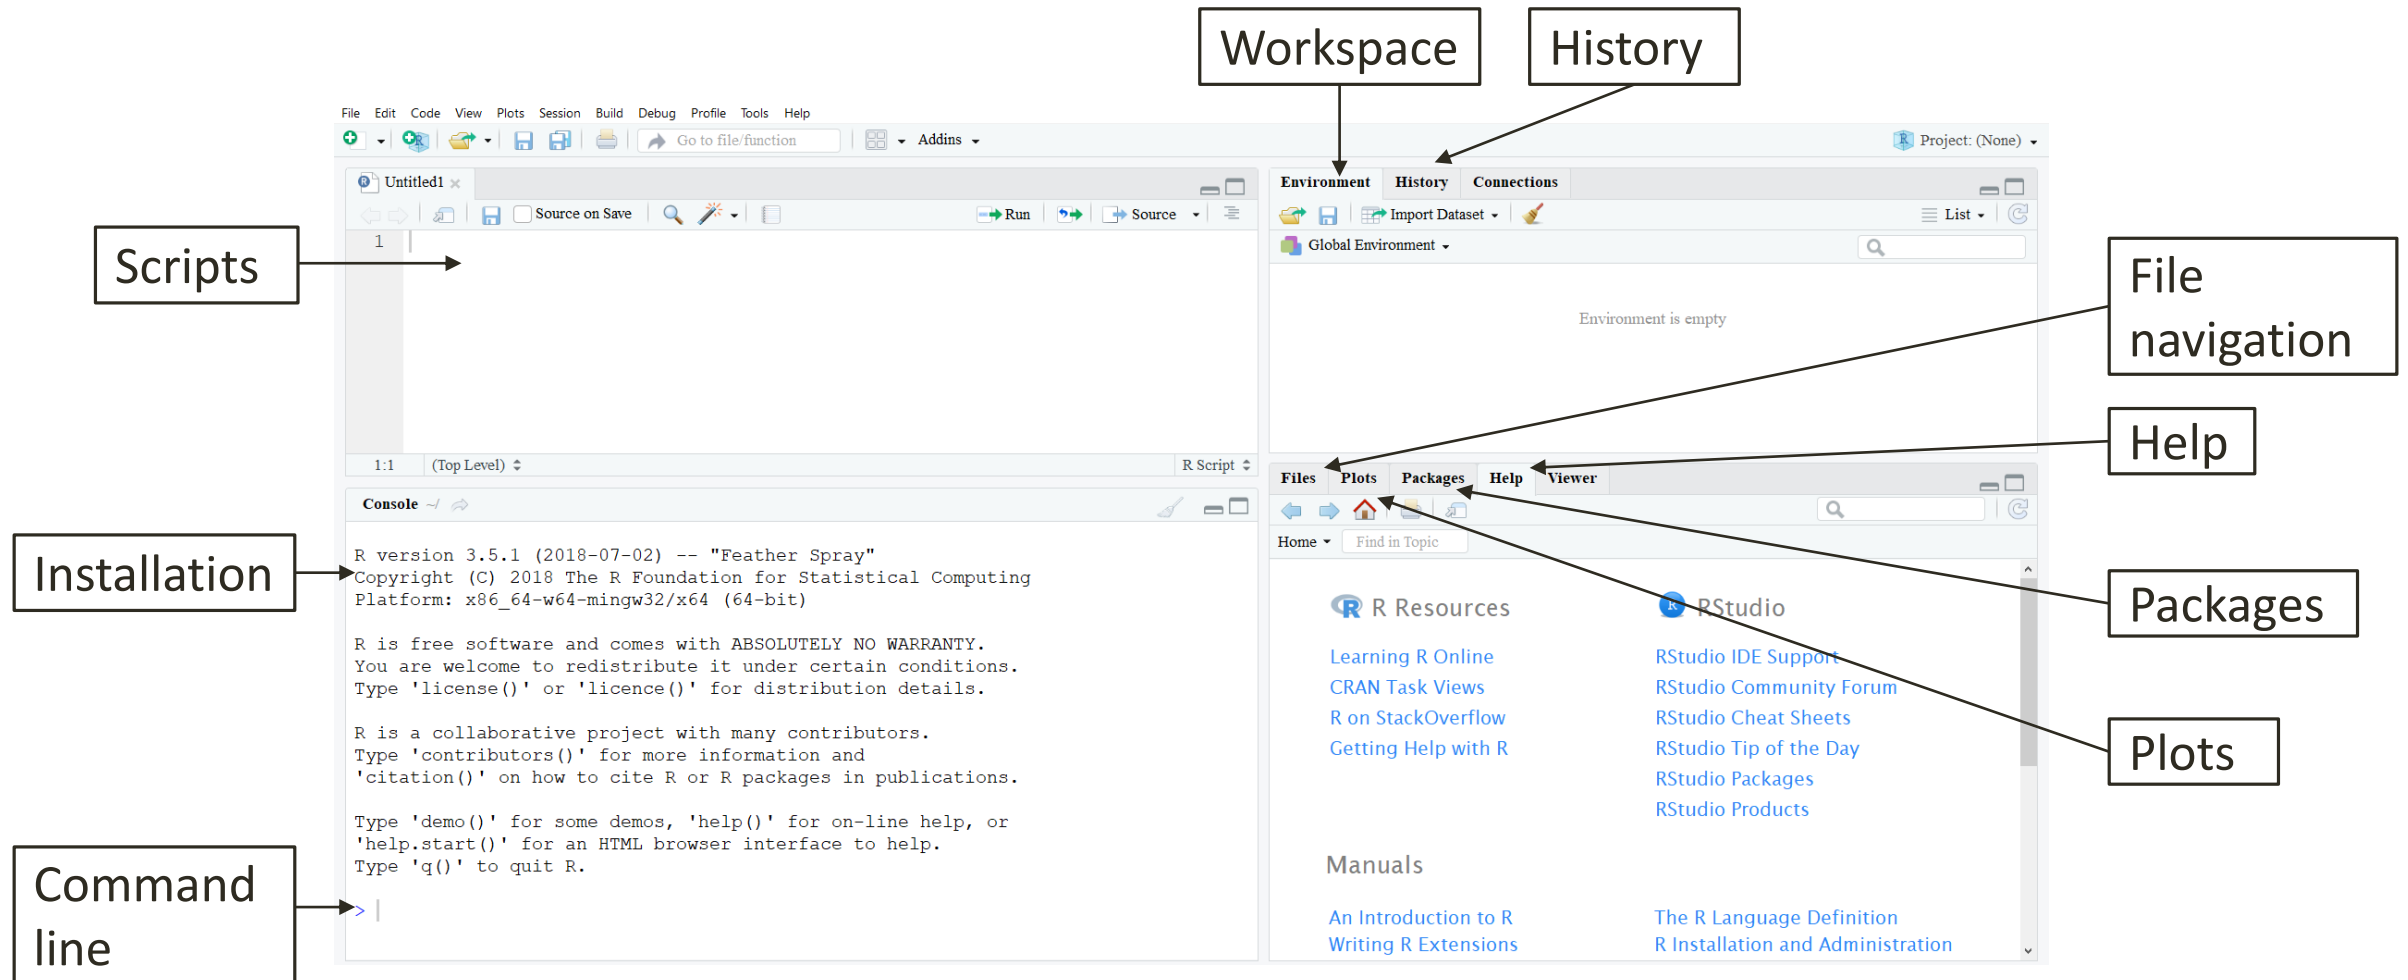 Workspace
History
File Edit Code View Plots Session Build Debug Profile Tools Help
Go to file/function
Addins
Project: (None)
Untitled1
Source on Save
Run
Source
1
1:1
(Top Level)
R Script
Scripts
Console ~/
R version 3.5.1 (2018-07-02) -- "Feather Spray"
Copyright (C) 2018 The R Foundation for Statistical Computing
Platform: x86_64-w64-mingw32/x64 (64-bit)
R is free software and comes with ABSOLUTELY NO WARRANTY.
You are welcome to redistribute it under certain conditions.
Type 'license()' or 'licence()' for distribution details.
R is a collaborative project with many contributors.
Type 'contributors()' for more information and
'citation()' on how to cite R or R packages in publications.
Type 'demo()' for some demos, 'help()' for on-line help, or
'help.start()' for an HTML browser interface to help.
Type 'q()' to quit R.
>
Installation
Command
line
Environment History Connections
Import Dataset
List
Global Environment
Environment is empty
Files Plots Packages Help Viewer
Home
Find in Topic
R R Resources
Learning R Online
CRAN Task Views
R on StackOverflow
Getting Help with R
R RStudio
RStudio IDE Support
RStudio Community Forum
RStudio Cheat Sheets
RStudio Tip of the Day
RStudio Packages
RStudio Products
Manuals
An Introduction to R
Writing R Extensions
The R Language Definition
R Installation and Administration
File
navigation
Help
Packages
Plots